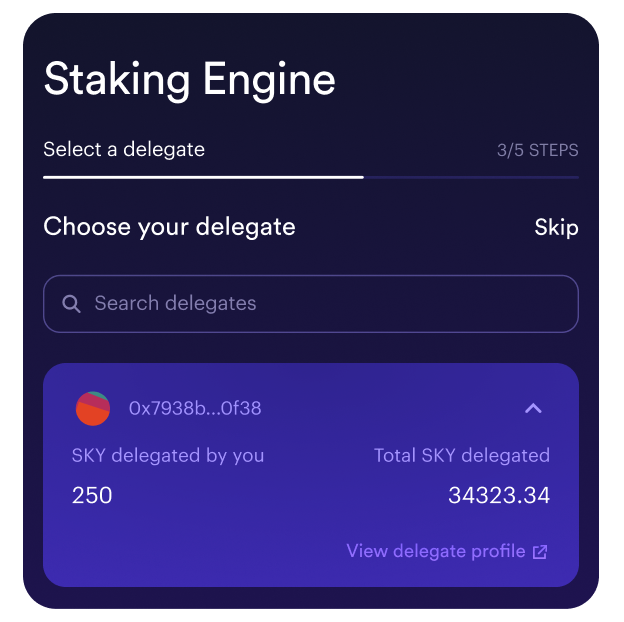 Staking Engine
Select a delegate 3/5 STEPS
Choose your delegate Skip
Search delegates
0x7938b...0f38
SKY delegated by you Total SKY delegated
250 34323.34
View delegate profile